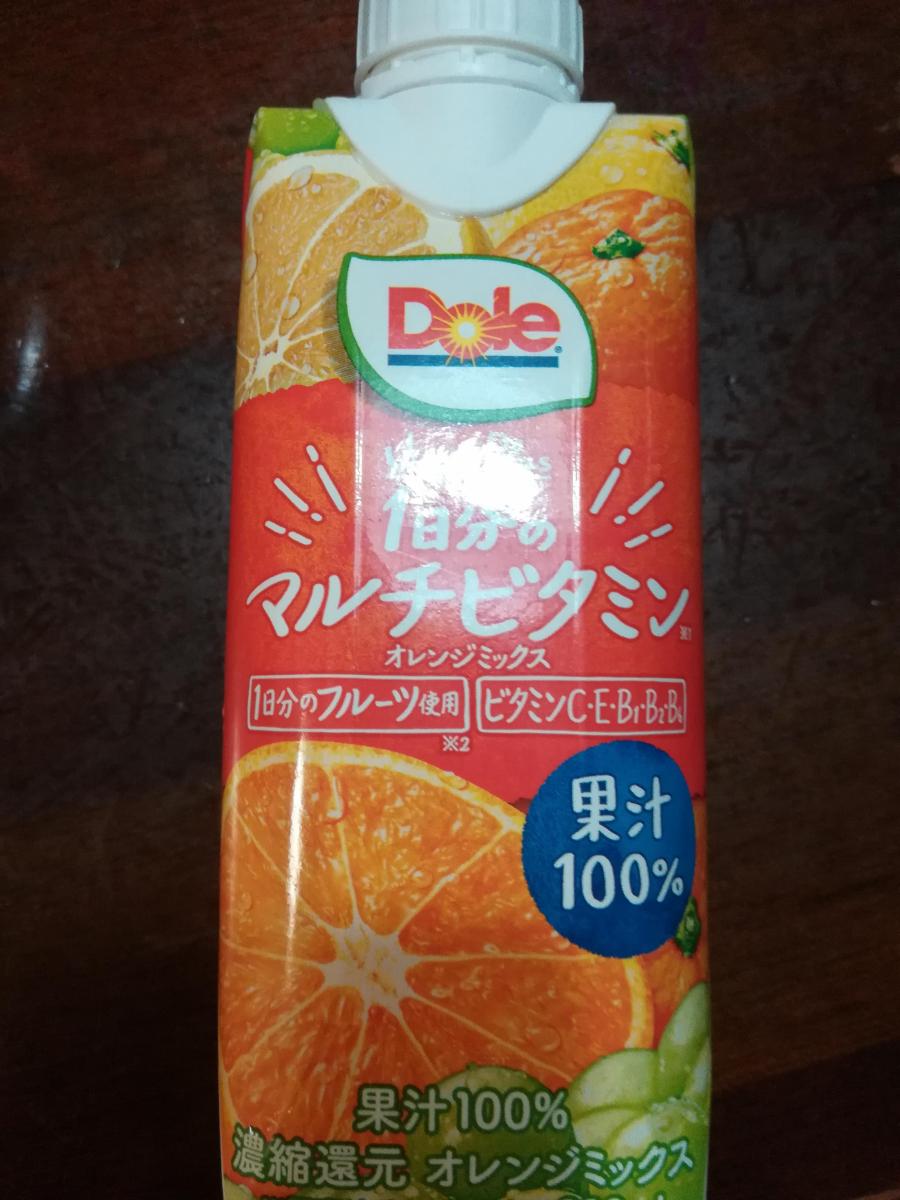 Dole
1日分の
マルチビタミン
※1
オレンジミックス
1日分のフルーツ使用
※2
ビタミンC・E・B1・B2・B6
果汁
100%
果汁100%
濃縮還元 オレンジミックス